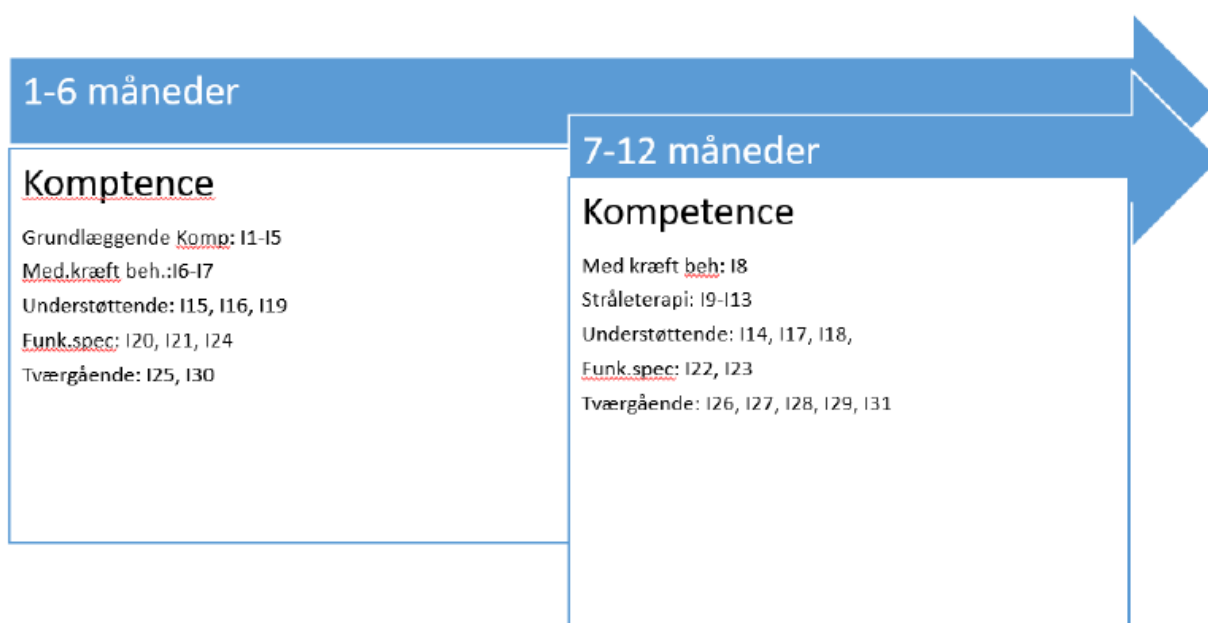 1-6 måneder
Komptence
Grundlæggende Komp: I1-I5
Med.kræft beh.:I6-I7
Understøttende: I15, I16, I19
Funk.spec: I20, I21, I24
Tværgående: I25, I30
7-12 måneder
Kompetence
Med kræft beh: I8
Stråleterapi: I9-I13
Understøttende: I14, I17, I18,
Funk.spec: I22, I23
Tværgående: I26, I27, I28, I29, I31